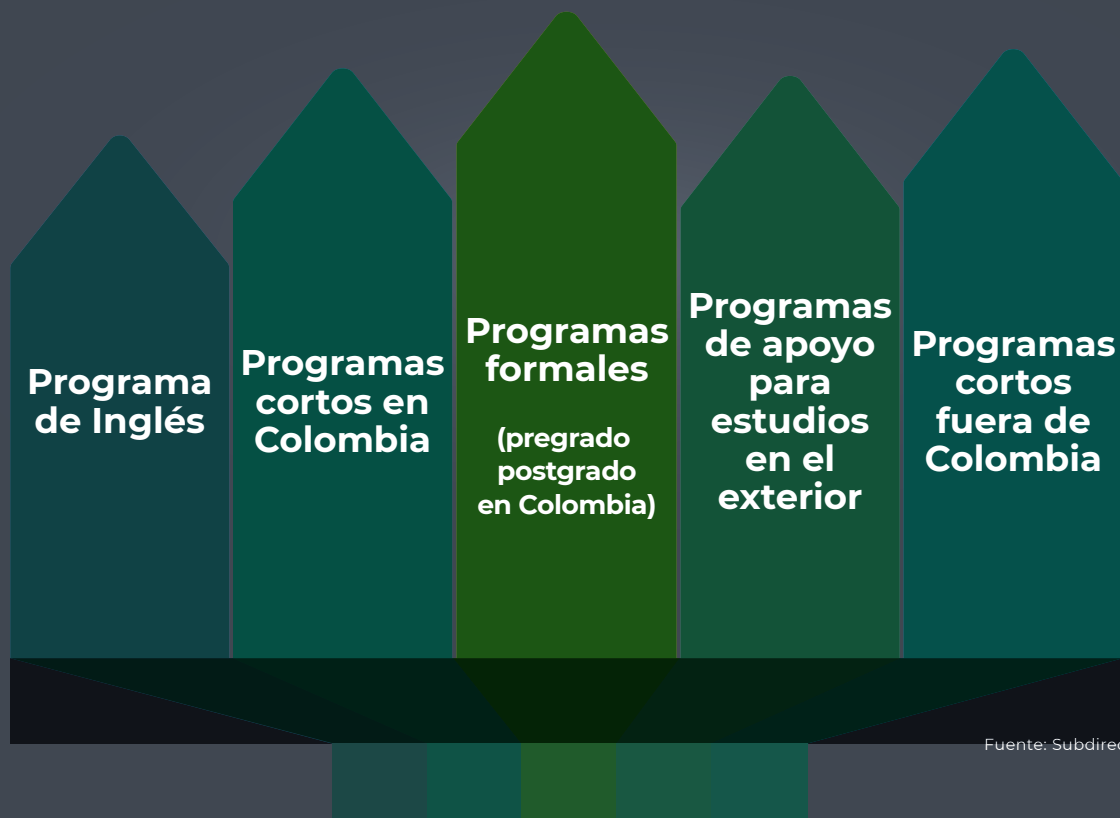 Programa
de Inglés
Programas
cortos en
Colombia
Programas
formales
(pregrado
postgrado
en Colombia)
Programas
de apoyo
para
estudios
en el
exterior
Programas
cortos
fuera de
Colombia
Fuente: